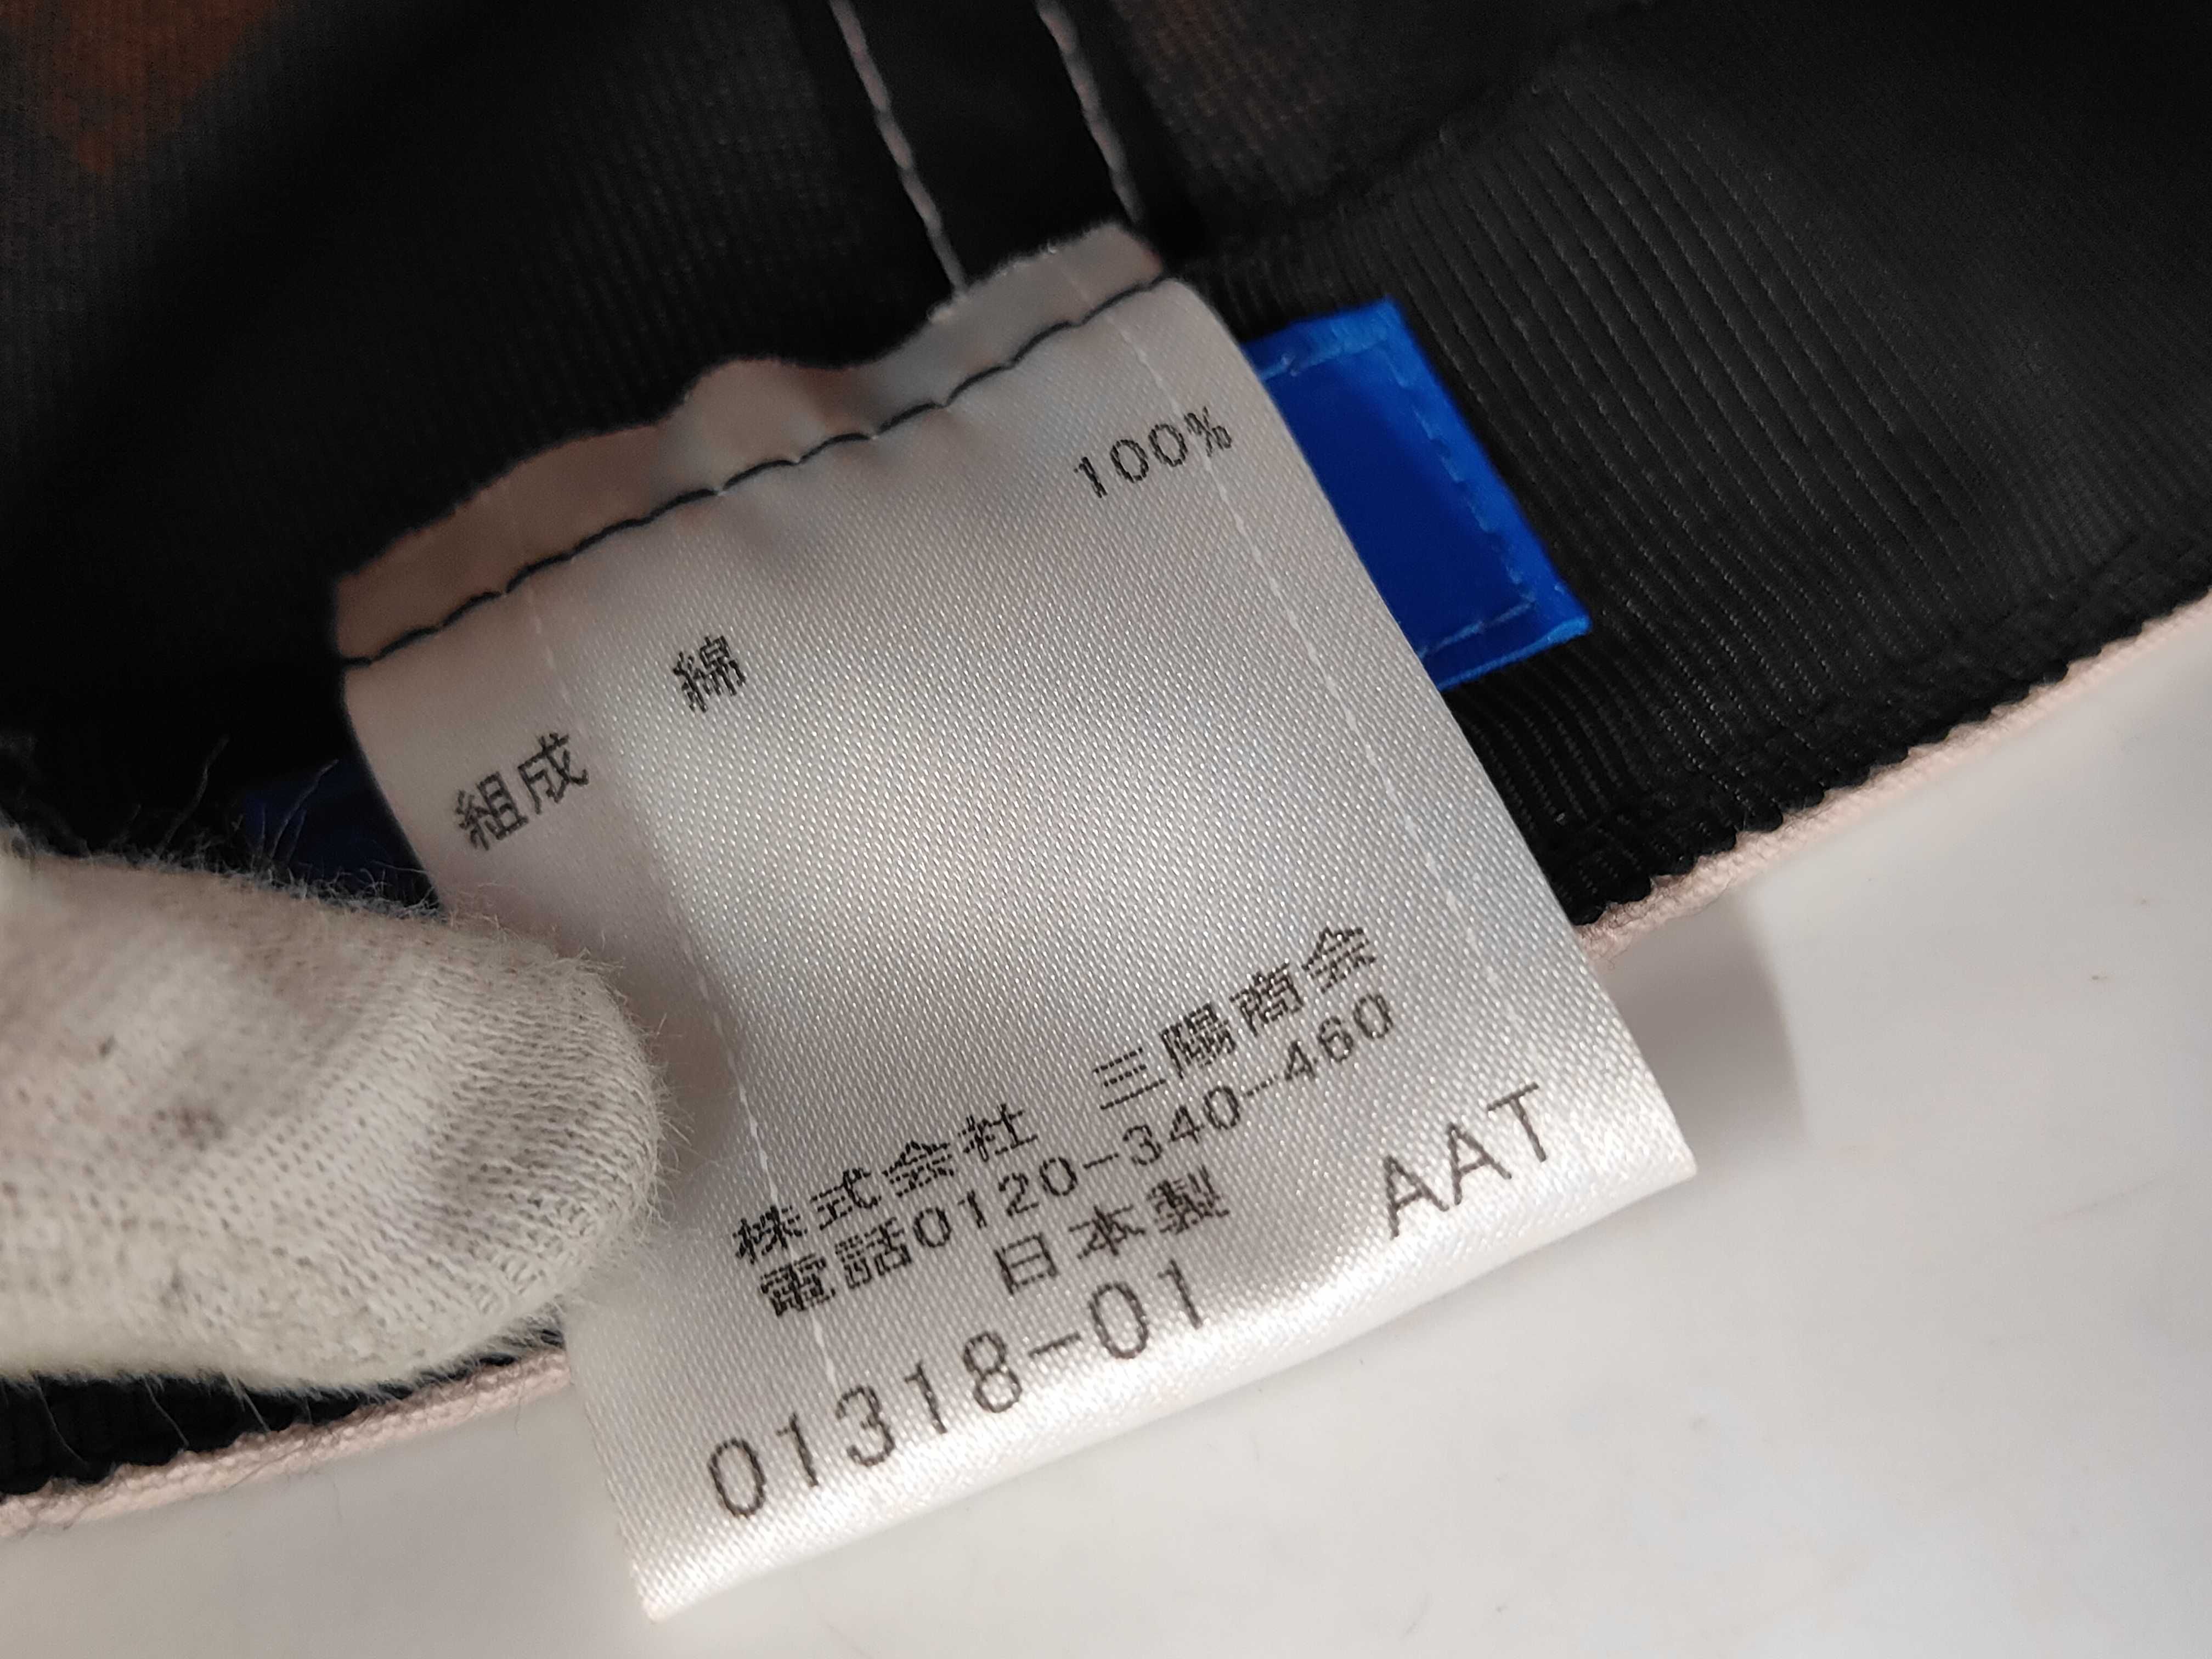 組成 綿 100%
株式会社 三陽商会
電話0120-340-460
日本製 AAT
01318-01